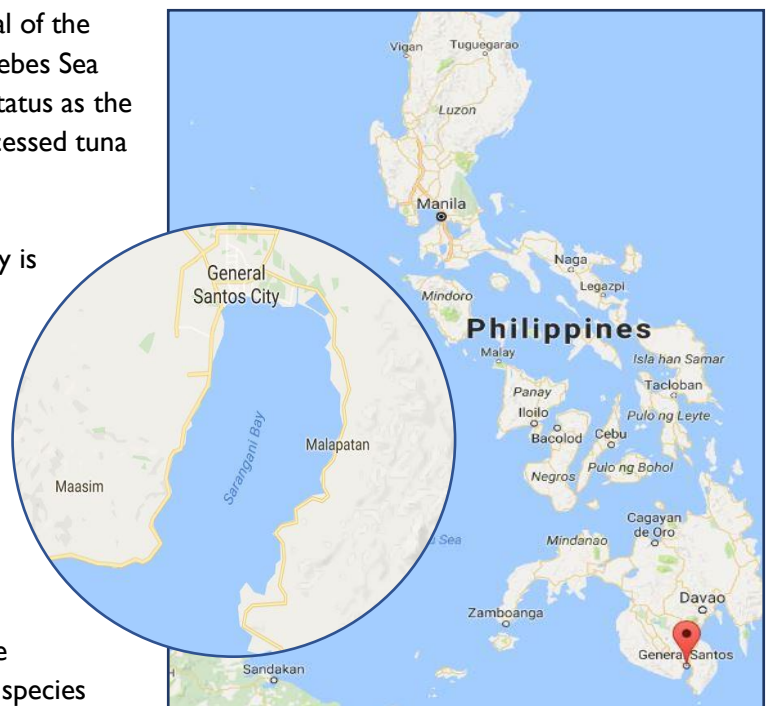 al of the
ebes Sea
tatus as the
cessed tuna
y is
e
species
Vigan
Tuguegarao
Luzon
Manila
Naga
Legazpi
Mindoro
Philippines
Malay
Isla han Samar
Tacloban
Panay
Iloilo
Pulo ng Leyte
Bacolod
Cebu
Negros
Pulo ng Bohol
Cagayan
de Oro
Sea
Mindanao
Davao
Zamboanga
General Santos
Sandakan
General
Santos City
Sarangani Bay
Malapatan
Maasim